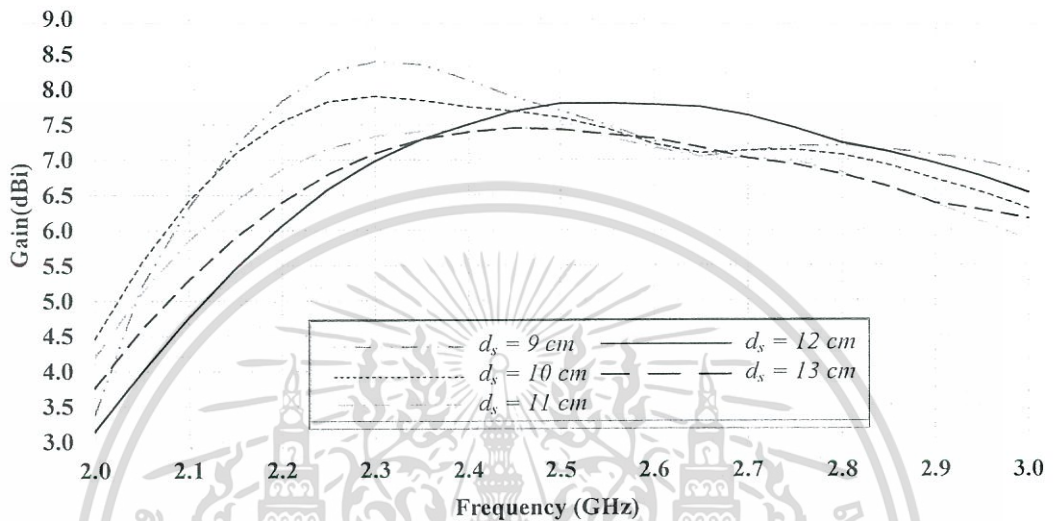 9.0
8.5
8.0
7.5
7.0
6.5
6.0
5.5
5.0
4.5
4.0
3.5
3.0
Gain(dBi)
d_s = 9 cm
d_s = 12 cm
d_s = 10 cm
d_s = 13 cm
d_s = 11 cm
2.0 2.1 2.2 2.3 2.4 2.5 2.6 2.7 2.8 2.9 3.0
Frequency (GHz)